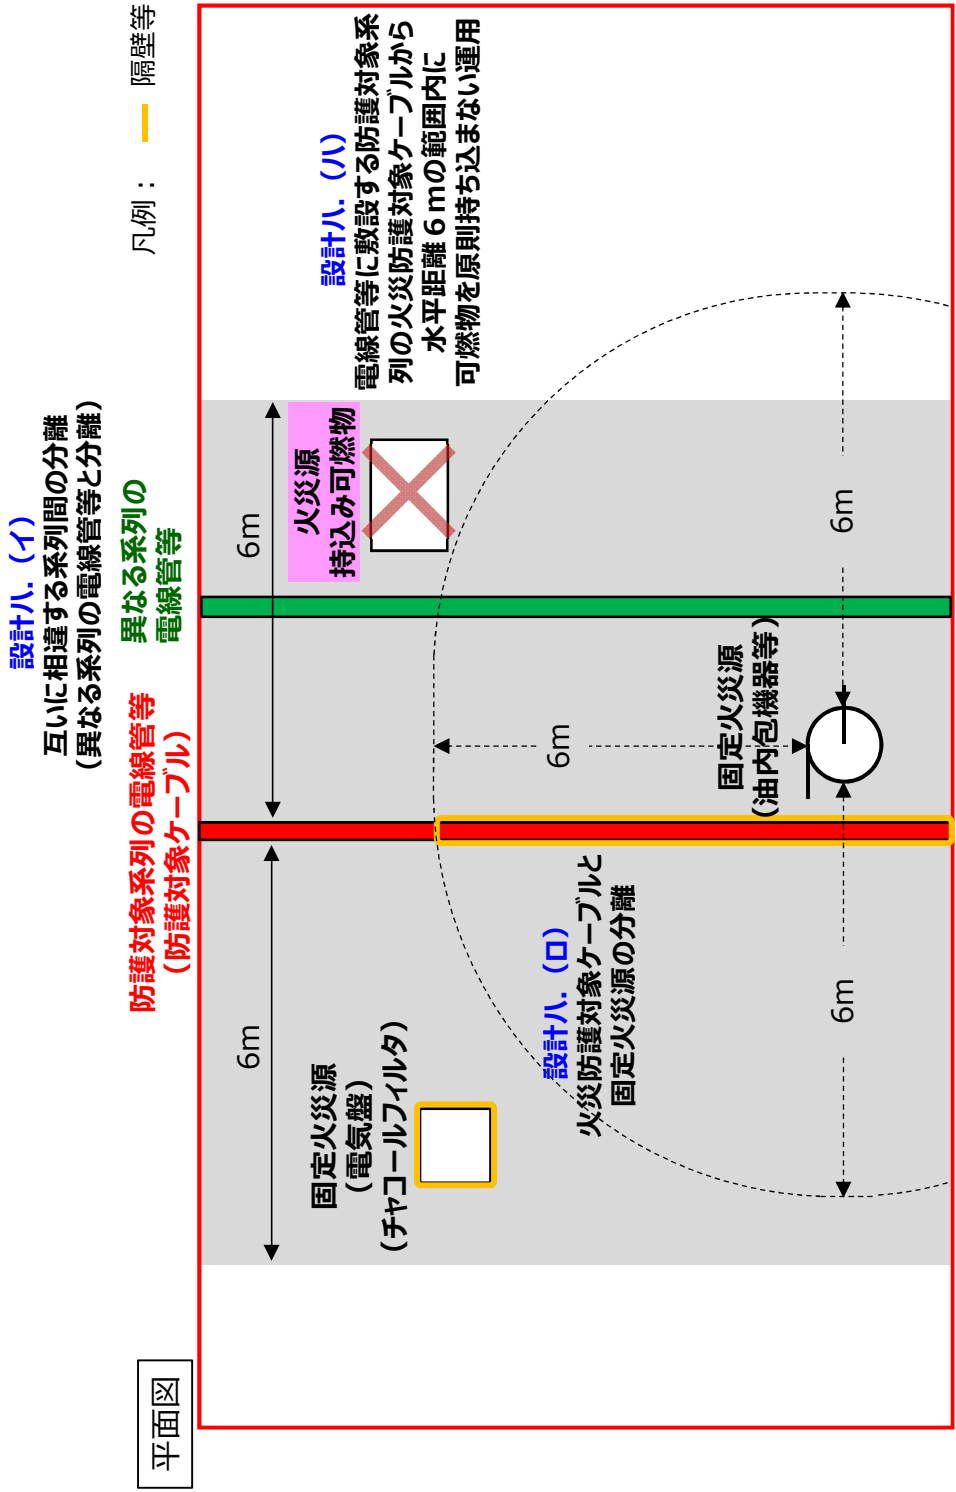 平面図
設計ハ．（イ）
互いに相違する系列間の分離
（異なる系列の電線管等と分離）
凡例：
隔壁等
防護対象系列の電線管等
（防護対象ケーブル）
異なる系列の
電線管等
6m
6m
固定火災源
（電気盤）
（チャコールフィルタ）
火災源
持込み可燃物
設計ハ．（ハ）
電線管等に敷設する防護対象系
列の火災防護対象ケーブルから
水平距離６ｍの範囲内に
可燃物を原則持ち込まない運用
設計ハ．（ロ）
火災防護対象ケーブルと
固定火災源の分離
6m
固定火災源
（油内包機器等）
6m
6m